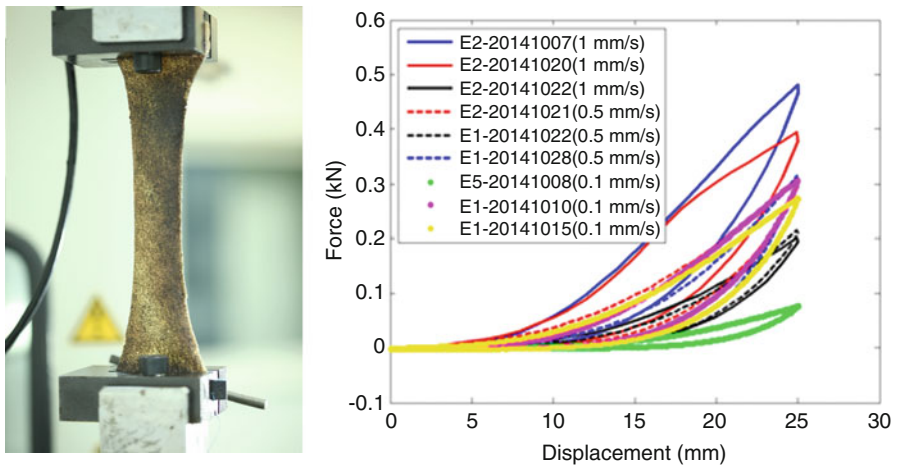 0.6
0.5
0.4
0.3
0.2
0.1
0
-0.1
Force (kN)
E2-20141007(1 mm/s)
E2-20141020(1 mm/s)
E2-20141022(1 mm/s)
E2-20141021(0.5 mm/s)
E1-20141022(0.5 mm/s)
E1-20141028(0.5 mm/s)
E5-20141008(0.1 mm/s)
E1-20141010(0.1 mm/s)
E1-20141015(0.1 mm/s)
0 5 10 15 20 25 30
Displacement (mm)